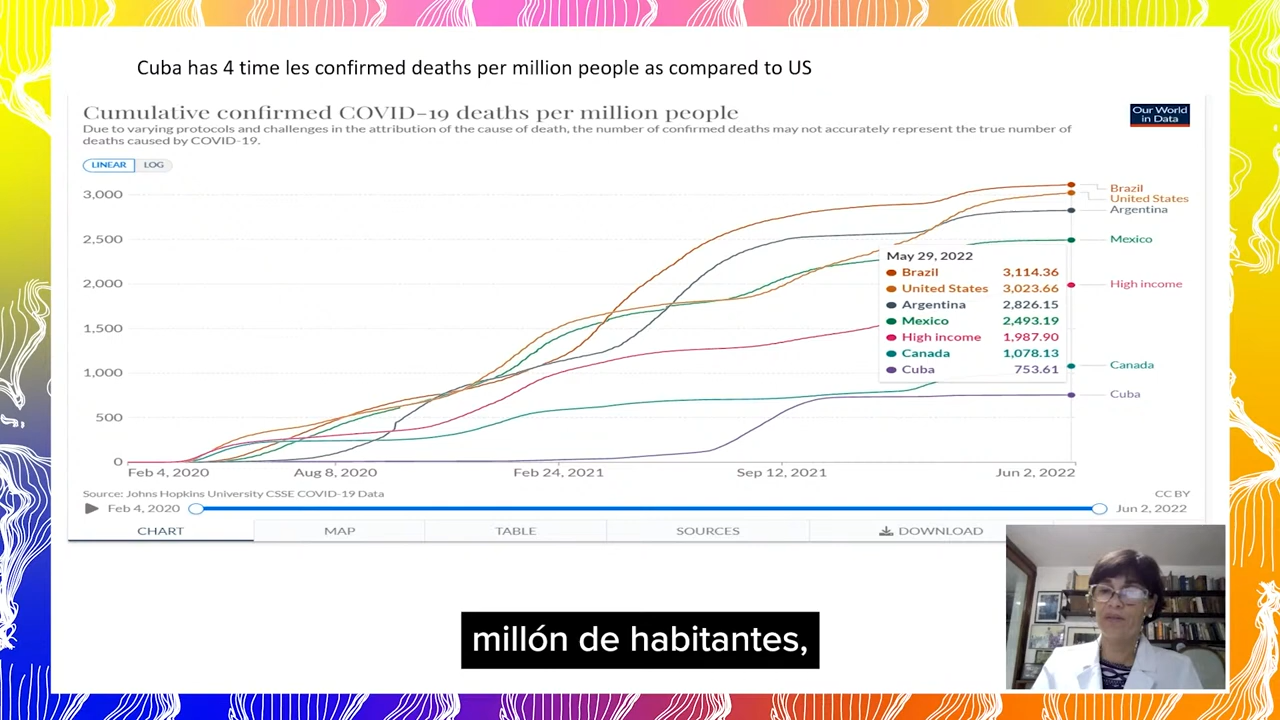 Cuba has 4 time les confirmed deaths per million people as compared to US
Cumulative confirmed COVID-19 deaths per million people
Due to varying protocols and challenges in the attribution of the cause of death, the number of confirmed deaths may not accurately represent the true number of
deaths caused by COVID-19.
Our World
in Data
LINEAR LOG
3,000
2,500
2,000
1,500
1,000
500
0
Brazil
United States
Argentina
Mexico
High income
Canada
Cuba
May 29, 2022
Brazil 3,114.36
United States 3,023.66
Argentina 2,826.15
Mexico 2,493.19
High income 1,987.90
Canada 1,078.13
Cuba 753.61
Feb 4, 2020 Aug 8, 2020 Feb 24, 2021 Sep 12, 2021 Jun 2, 2022
Source: Johns Hopkins University CSSE COVID-19 Data CC BY
Feb 4, 2020 Jun 2, 2022
CHART MAP TABLE SOURCES DOWNLOAD
millón de habitantes,